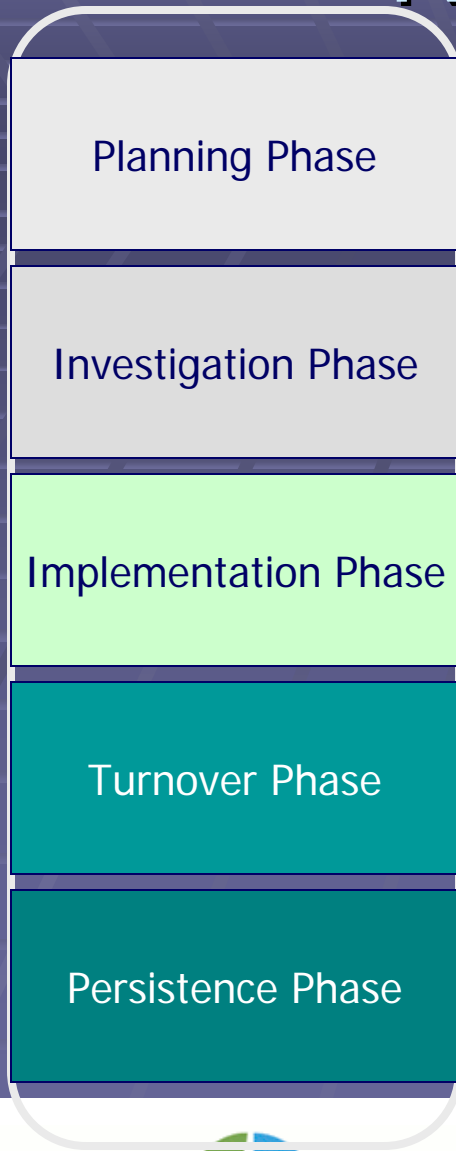 Planning Phase
Investigation Phase
Implementation Phase
Turnover Phase
Persistence Phase